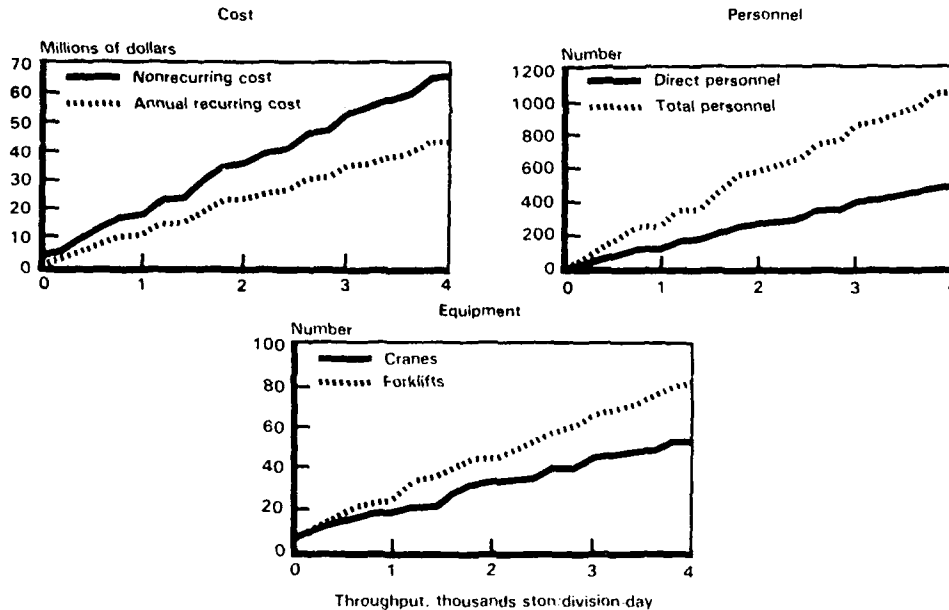 Cost
Millions of dollars
70
60
50
40
30
20
10
0
Nonrecurring cost
Annual recurring cost
0 1 2 3 4
Personnel
Number
1200
1000
800
600
400
200
0
Direct personnel
Total personnel
0 1 2 3 4
Equipment
Number
100
80
60
40
20
0
Cranes
Forklifts
0 1 2 3 4
Throughput, thousands ston/division-day